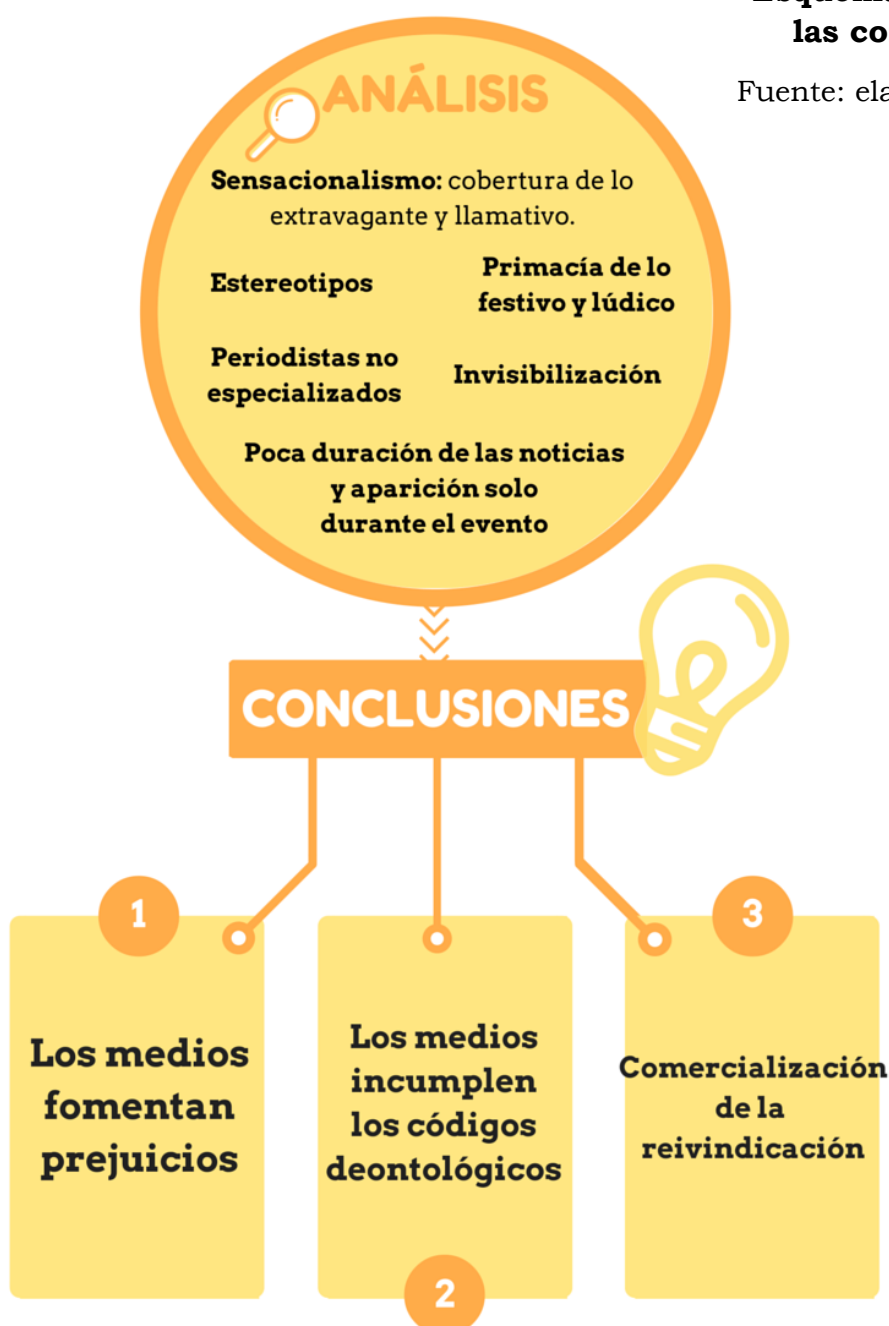 las co
Fuente: ela
ANÁLISIS
Sensacionalismo: cobertura de lo
extravagante y llamativo.
Estereotipos
Primacía de lo
festivo y lúdico
Periodistas no
especializados
Invisibilización
Poca duración de las noticias
y aparición solo
durante el evento
CONCLUSIONES
1
Los medios
fomentan
prejuicios
Los medios
incumplen
los códigos
deontológicos
2
3
Comercialización
de la
reivindicación